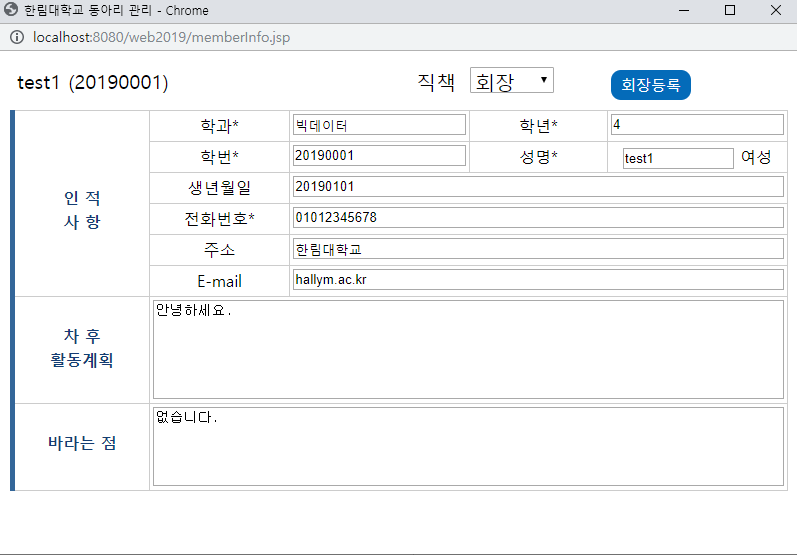 한림대학교 동아리 관리 - Chrome
localhost:8080/web2019/memberInfo.jsp
test1 (20190001) 직책 회장 회장등록
학과* 빅데이터 학년* 4
학번* 20190001 성명* test1 여성
인 적
사 항
생년월일 20190101
전화번호* 01012345678
주소 한림대학교
E-mail hallym.ac.kr
차 후
활동계획
안녕하세요.
바라는 점
없습니다.